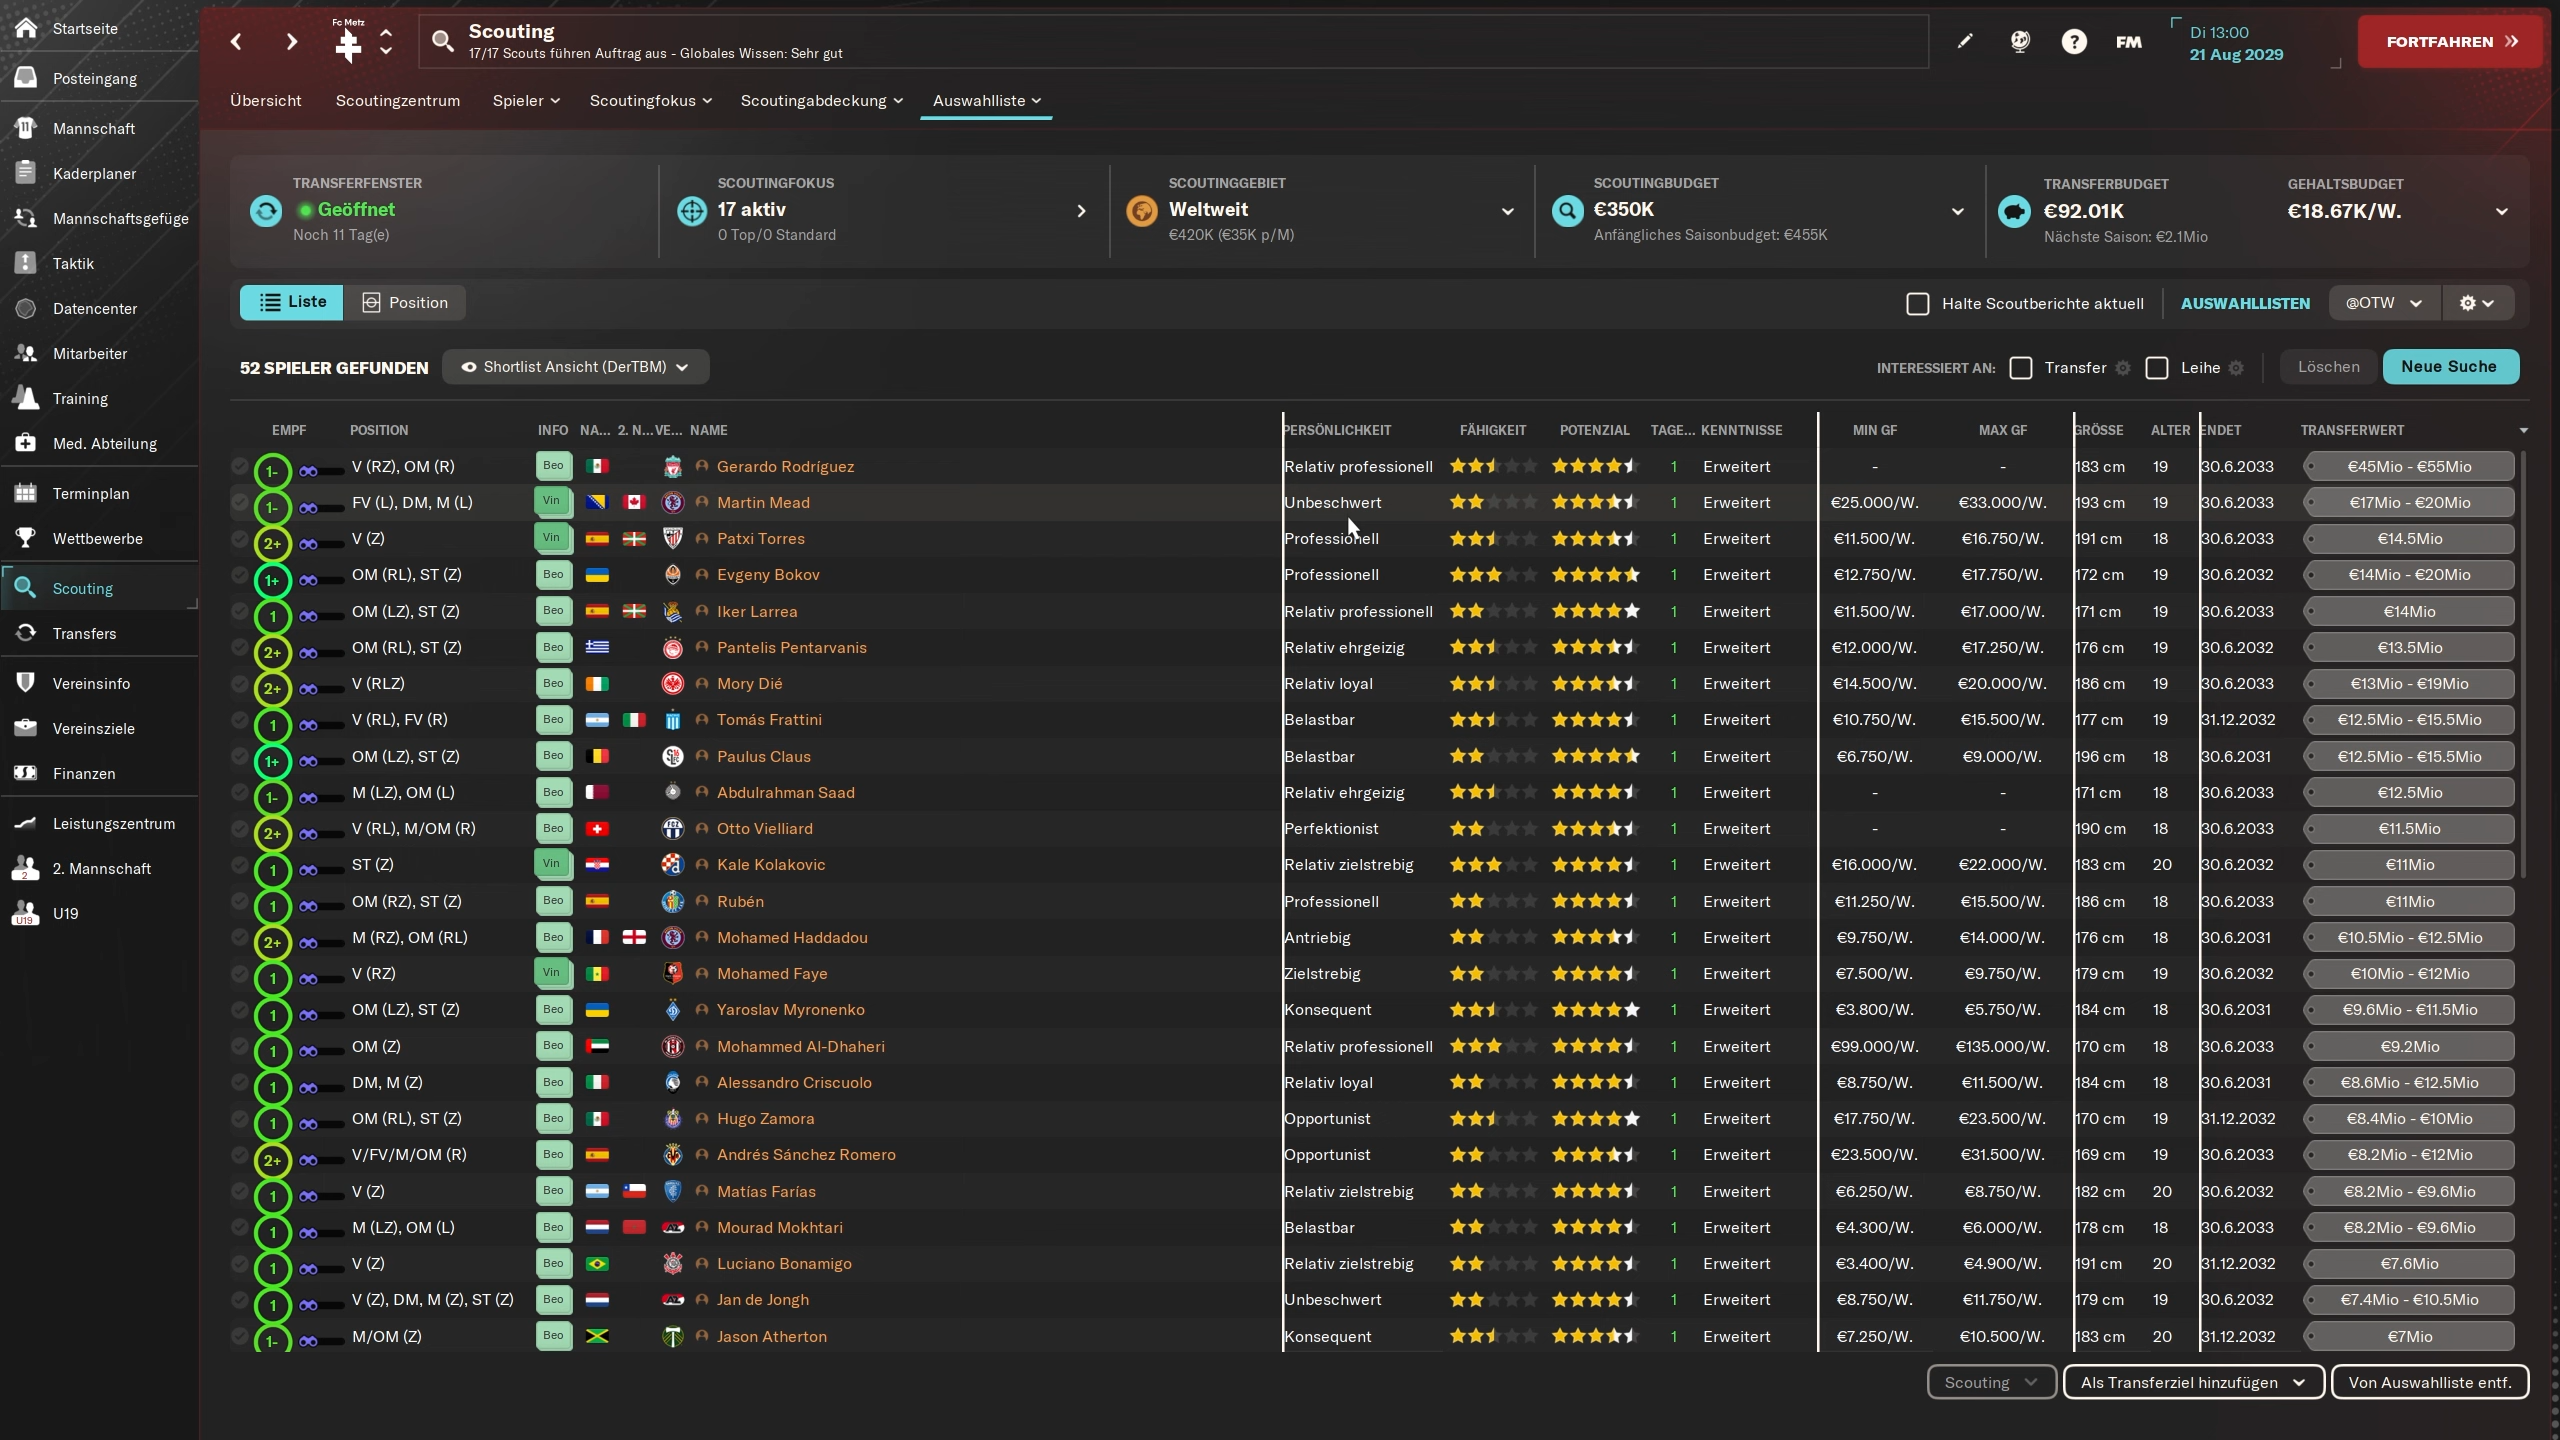 Startseite
Posteingang
Mannschaft
Kaderplaner
Mannschaftsgefüge
Taktik
Datencenter
Mitarbeiter
Training
Med. Abteilung
Terminplan
Wettbewerbe
Scouting
Transfers
Vereinsinfo
Vereinsziele
Finanzen
Leistungszentrum
2. Mannschaft
U19
Fc Metz
Scouting
17/17 Scouts führen Auftrag aus - Globales Wissen: Sehr gut
FM
Di 13:00
21 Aug 2029
FORTFAHREN
Übersicht Scoutingzentrum Spieler Scoutingfokus Scoutingabdeckung Auswahlliste
TRANSFERFENSTER
Geöffnet
Noch 11 Tag(e)
SCOUTINGFOKUS
17 aktiv
0 Top/0 Standard
SCOUTINGGEBIET
Weltweit
€420K (€35K p/M)
SCOUTINGBUDGET
€350K
Anfängliches Saisonbudget: €455K
TRANSFERBUDGET
€92.01K
Nächste Saison: €2.1Mio
GEHALTSBUDGET
€18.67K/W.
Liste Position
Halte Scoutberichte aktuell AUSWAHLLISTEN @OTW
52 SPIELER GEFUNDEN Shortlist Ansicht (DerTBM)
INTERESSIERT AN: Transfer Leihe Löschen Neue Suche
EMPF POSITION INFO NA... 2. N... VE... NAME PERSÖNLICHKEIT FÄHIGKEIT POTENZIAL TAGE... KENNTNISSE MIN GF MAX GF GRÖSSE ALTER ENDET TRANSFERWERT
1- V (RZ), OM (R) Beo Gerardo Rodríguez Relativ professionell 1 Erweitert - - 183 cm 19 30.6.2033 €45Mio - €55Mio
1- FV (L), DM, M (L) Vin Martin Mead Unbeschwert 1 Erweitert €25.000/W. €33.000/W. 193 cm 19 30.6.2033 €17Mio - €20Mio
2+ V (Z) Vin Patxi Torres Professionell 1 Erweitert €11.500/W. €16.750/W. 191 cm 18 30.6.2033 €14.5Mio
1+ OM (RL), ST (Z) Beo Evgeny Bokov Professionell 1 Erweitert €12.750/W. €17.750/W. 172 cm 19 30.6.2032 €14Mio - €20Mio
1 OM (LZ), ST (Z) Beo Iker Larrea Relativ professionell 1 Erweitert €11.500/W. €17.000/W. 171 cm 19 30.6.2033 €14Mio
2+ OM (RL), ST (Z) Beo Pantelis Pentarvanis Relativ ehrgeizig 1 Erweitert €12.000/W. €17.250/W. 176 cm 19 30.6.2032 €13.5Mio
2+ V (RLZ) Beo Mory Dié Relativ loyal 1 Erweitert €14.500/W. €20.000/W. 186 cm 19 30.6.2033 €13Mio - €19Mio
1 V (RL), FV (R) Beo Tomás Frattini Belastbar 1 Erweitert €10.750/W. €15.500/W. 177 cm 19 31.12.2032 €12.5Mio - €15.5Mio
1+ OM (LZ), ST (Z) Beo Paulus Claus Belastbar 1 Erweitert €6.750/W. €9.000/W. 196 cm 18 30.6.2031 €12.5Mio - €15.5Mio
1- M (LZ), OM (L) Beo Abdulrahman Saad Relativ ehrgeizig 1 Erweitert - - 171 cm 18 30.6.2033 €12.5Mio
2+ V (RL), M/OM (R) Beo Otto Vielliard Perfektionist 1 Erweitert - - 190 cm 18 30.6.2033 €11.5Mio
1 ST (Z) Vin Kale Kolakovic Relativ zielstrebig 1 Erweitert €16.000/W. €22.000/W. 183 cm 20 30.6.2032 €11Mio
1 OM (RZ), ST (Z) Beo Rubén Professionell 1 Erweitert €11.250/W. €15.500/W. 186 cm 18 30.6.2033 €11Mio
2+ M (RZ), OM (RL) Beo Mohamed Haddadou Antriebig 1 Erweitert €9.750/W. €14.000/W. 176 cm 18 30.6.2031 €10.5Mio - €12.5Mio
1 V (RZ) Vin Mohamed Faye Zielstrebig 1 Erweitert €7.500/W. €9.750/W. 179 cm 19 30.6.2032 €10Mio - €12Mio
1 OM (LZ), ST (Z) Beo Yaroslav Myronenko Konsequent 1 Erweitert €3.800/W. €5.750/W. 184 cm 18 30.6.2031 €9.6Mio - €11.5Mio
1 OM (Z) Beo Mohammed Al-Dhaheri Relativ professionell 1 Erweitert €99.000/W. €135.000/W. 170 cm 18 30.6.2033 €9.2Mio
1 DM, M (Z) Beo Alessandro Criscuolo Relativ loyal 1 Erweitert €8.750/W. €11.500/W. 184 cm 18 30.6.2031 €8.6Mio - €12.5Mio
1 OM (RL), ST (Z) Beo Hugo Zamora Opportunist 1 Erweitert €17.750/W. €23.500/W. 170 cm 19 31.12.2032 €8.4Mio - €10Mio
2+ V/FV/M/OM (R) Beo Andrés Sánchez Romero Opportunist 1 Erweitert €23.500/W. €31.500/W. 169 cm 19 30.6.2033 €8.2Mio - €12Mio
1 V (Z) Beo Matías Farías Relativ zielstrebig 1 Erweitert €6.250/W. €8.750/W. 182 cm 20 30.6.2032 €8.2Mio - €9.6Mio
1 M (LZ), OM (L) Beo Mourad Mokhtari Belastbar 1 Erweitert €4.300/W. €6.000/W. 178 cm 18 30.6.2033 €8.2Mio - €9.6Mio
1 V (Z) Beo Luciano Bonamigo Relativ zielstrebig 1 Erweitert €3.400/W. €4.900/W. 191 cm 20 31.12.2032 €7.6Mio
1 V (Z), DM, M (Z), ST (Z) Beo Jan de Jongh Unbeschwert 1 Erweitert €8.750/W. €11.750/W. 179 cm 19 30.6.2032 €7.4Mio - €10.5Mio
1- M/OM (Z) Beo Jason Atherton Konsequent 1 Erweitert €7.250/W. €10.500/W. 183 cm 20 31.12.2032 €7Mio
Scouting Als Transferziel hinzufügen Von Auswahlliste entf.